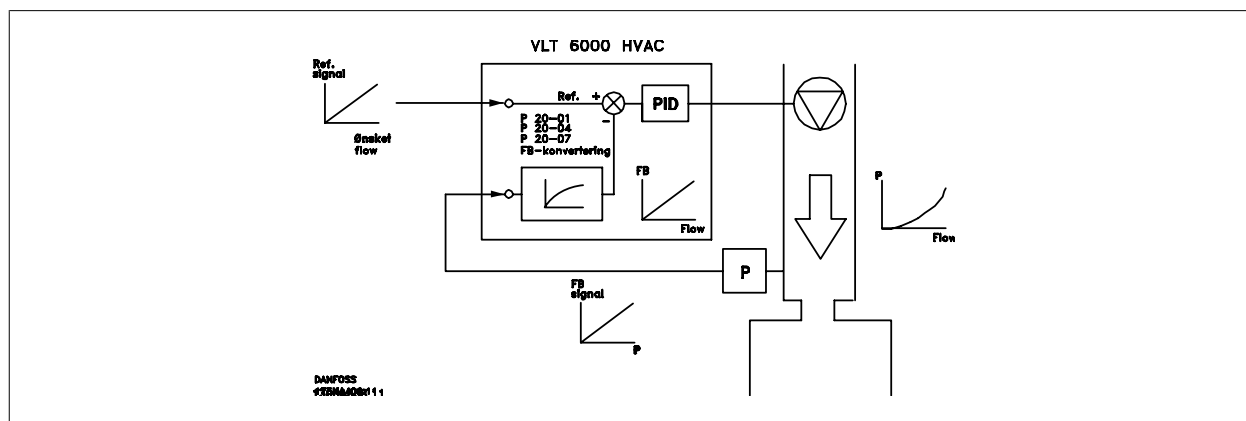 VLT 6000 HVAC
Ref.
signal
Ønsket
flow
Ref. +
-
PID
P 20-01
P 20-04
P 20-07
FB-konvertering
FB
Flow
P
Flow
P
FB
signal
P
DANFOSS